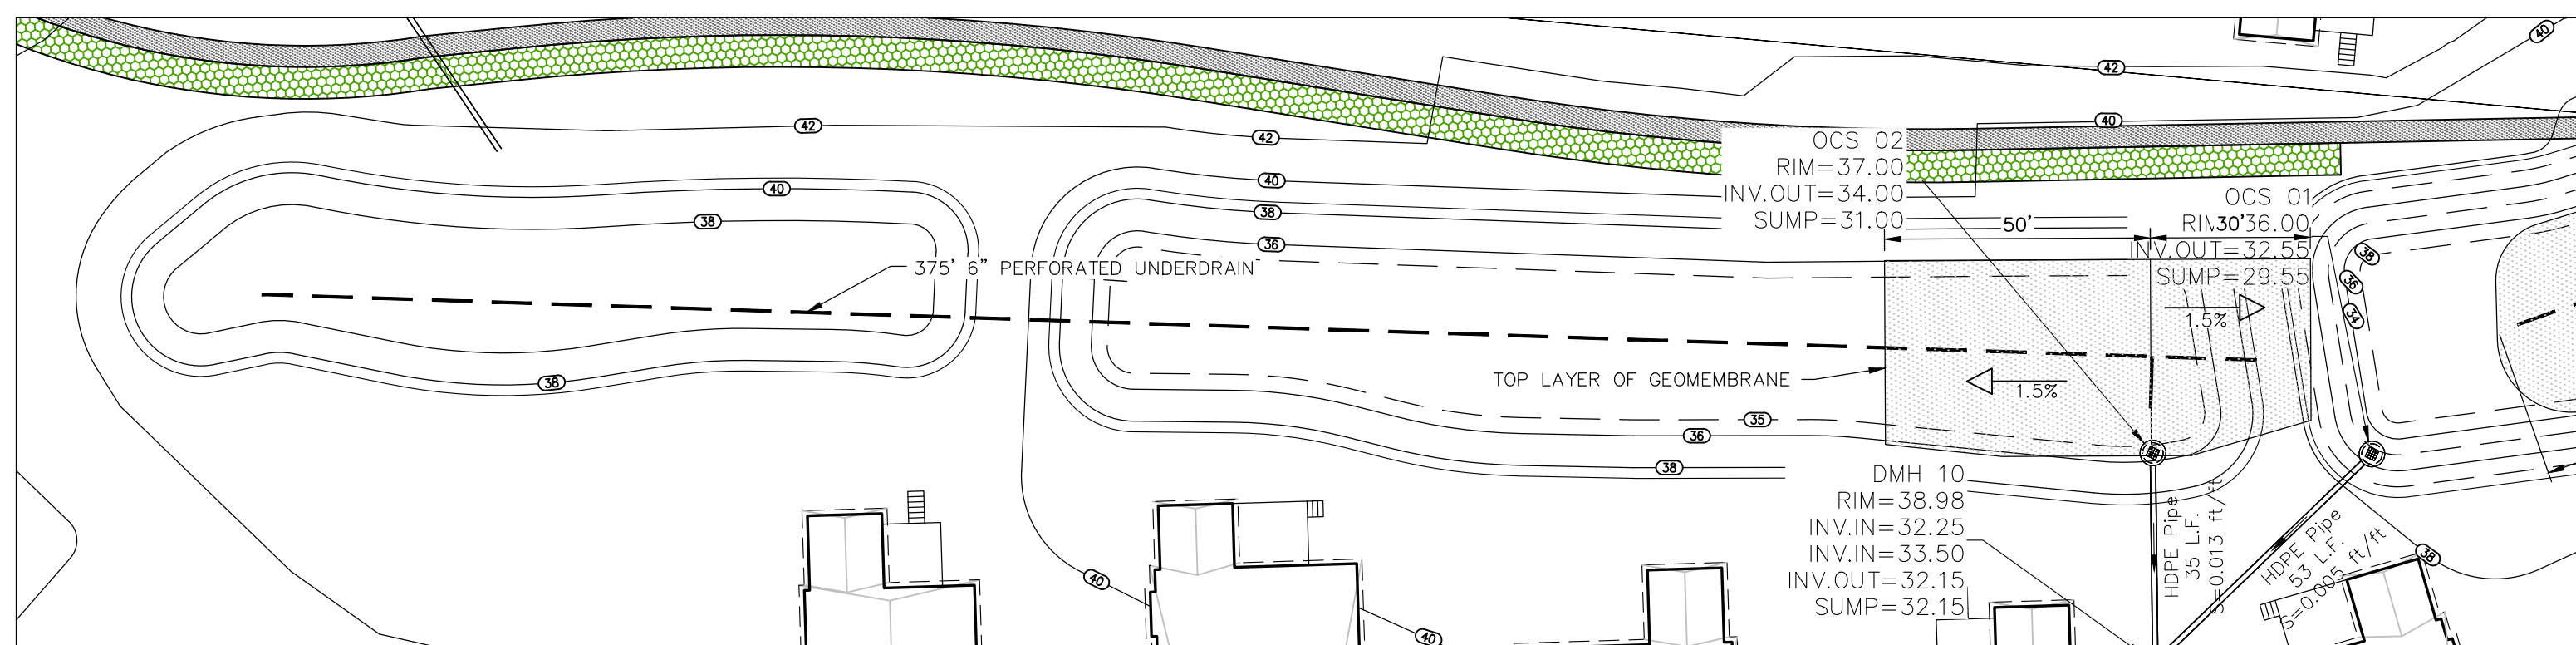 40
42
40
42
42
OCS 02
RIM=37.00
INV.OUT=34.00
SUMP=31.00
40
40
38
38
36
50'
OCS 01
30'
36.00
INV.OUT=32.55
SUMP=29.55
38
36
34
375' 6" PERFORATED UNDERDRAIN
1.5%
TOP LAYER OF GEOMEMBRANE
1.5%
38
35
36
38
DMH 10
RIM=38.98
INV.IN=32.25
INV.IN=33.50
INV.OUT=32.15
SUMP=32.15
HDPE Pipe
35 L.F.
S=0.013 ft/ft
HDPE Pipe
53 L.F.
S=0.005 ft/ft
38
40
40